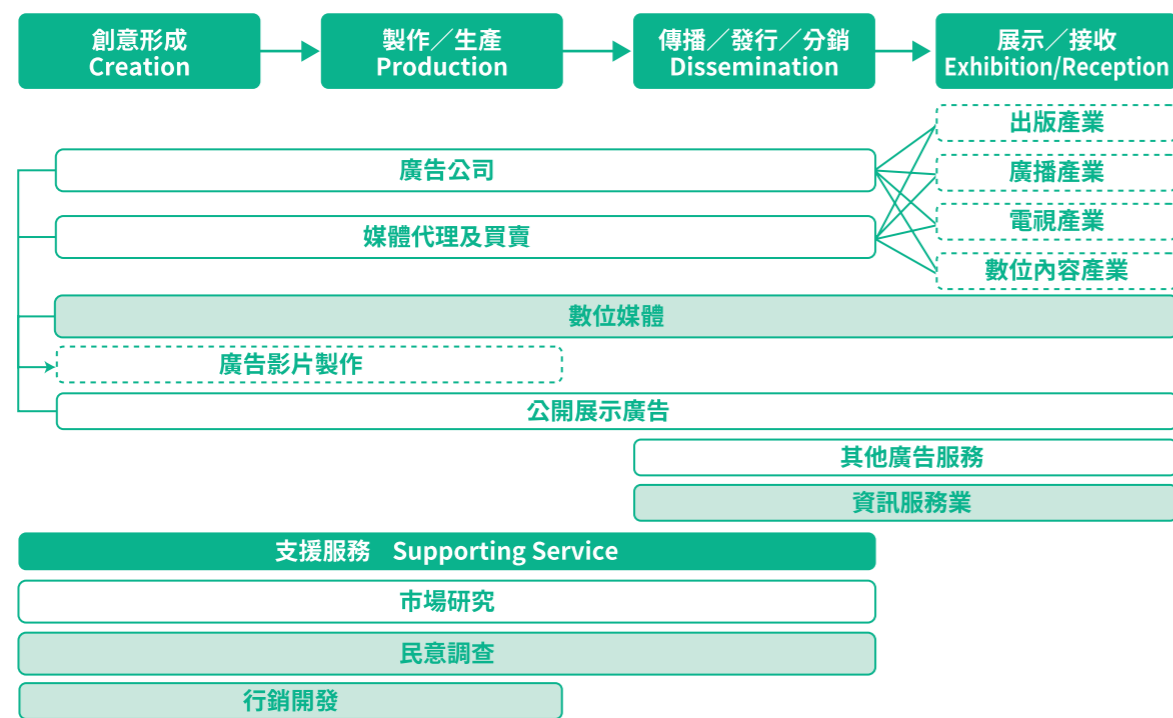 創意形成
Creation
製作／生產
Production
傳播／發行／分銷
Dissemination
展示／接收
Exhibition/Reception
出版產業
廣播產業
電視產業
數位內容產業
廣告公司
媒體代理及買賣
數位媒體
廣告影片製作
公開展示廣告
其他廣告服務
資訊服務業
支援服務 Supporting Service
市場研究
民意調查
行銷開發